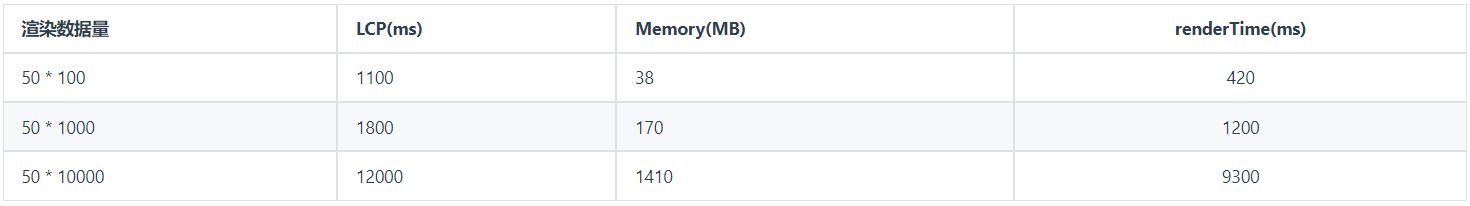 渲染数据量 LCP(ms) Memory(MB) renderTime(ms)
50 * 100 1100 38 420
50 * 1000 1800 170 1200
50 * 10000 12000 1410 9300